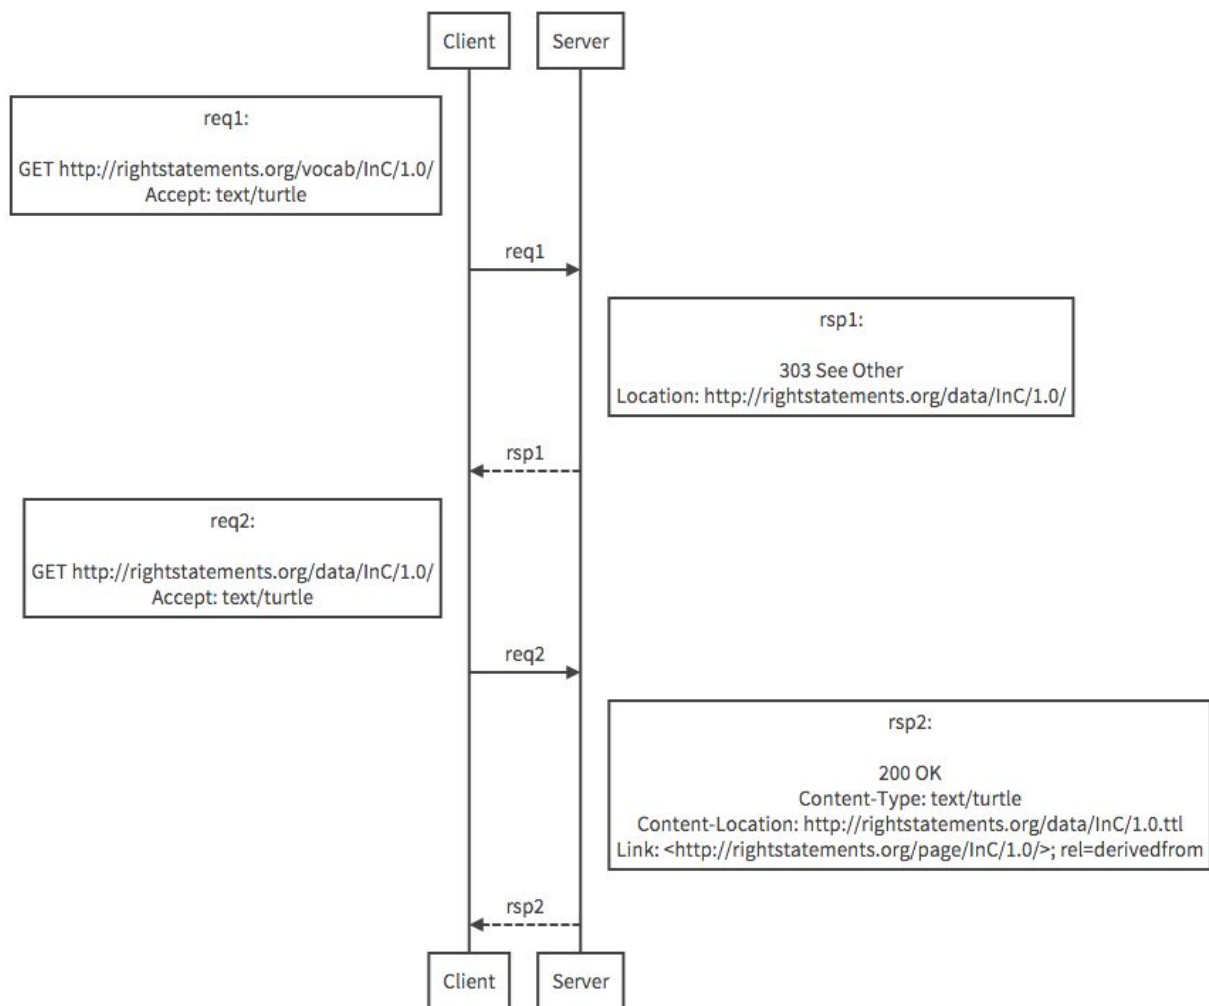 Client
Server
req1:
GET http://rightstatements.org/vocab/InC/1.0/
Accept: text/turtle
req1
rsp1:
303 See Other
Location: http://rightstatements.org/data/InC/1.0/
rsp1
req2:
GET http://rightstatements.org/data/InC/1.0/
Accept: text/turtle
req2
rsp2:
200 OK
Content-Type: text/turtle
Content-Location: http://rightstatements.org/data/InC/1.0.ttl
Link: <http://rightstatements.org/page/InC/1.0/>; rel=derivedfrom
rsp2
Client
Server